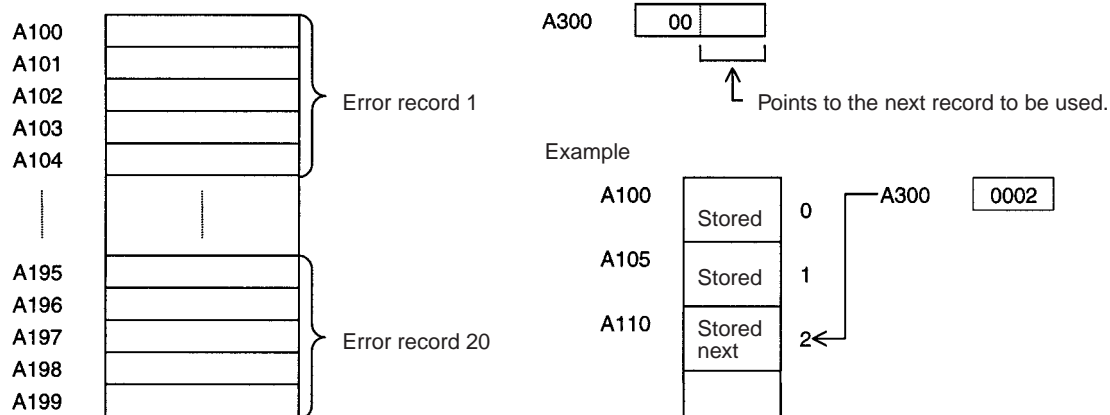 A100
A101
A102
A103
A104
Error record 1
A195
A196
A197
A198
A199
Error record 20
A300 00
Points to the next record to be used.
Example
A100 Stored 0
A300 0002
A105 Stored 1
A110 Stored 2
next